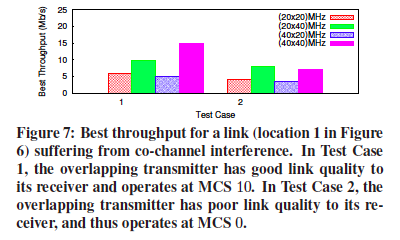 25
20
15
10
5
0
Best Throughput(Mb/s)
(20x20)MHz
(20x40)MHz
(40x20)MHz
(40x40)MHz
1
2
Test Case
Figure 7: Best throughput for a link (location 1 in Figure
6) suffering from co-channel interference. In Test Case
1, the overlapping transmitter has good link quality to
its receiver and operates at MCS 10. In Test Case 2, the
overlapping transmitter has poor link quality to its re-
ceiver, and thus operates at MCS 0.